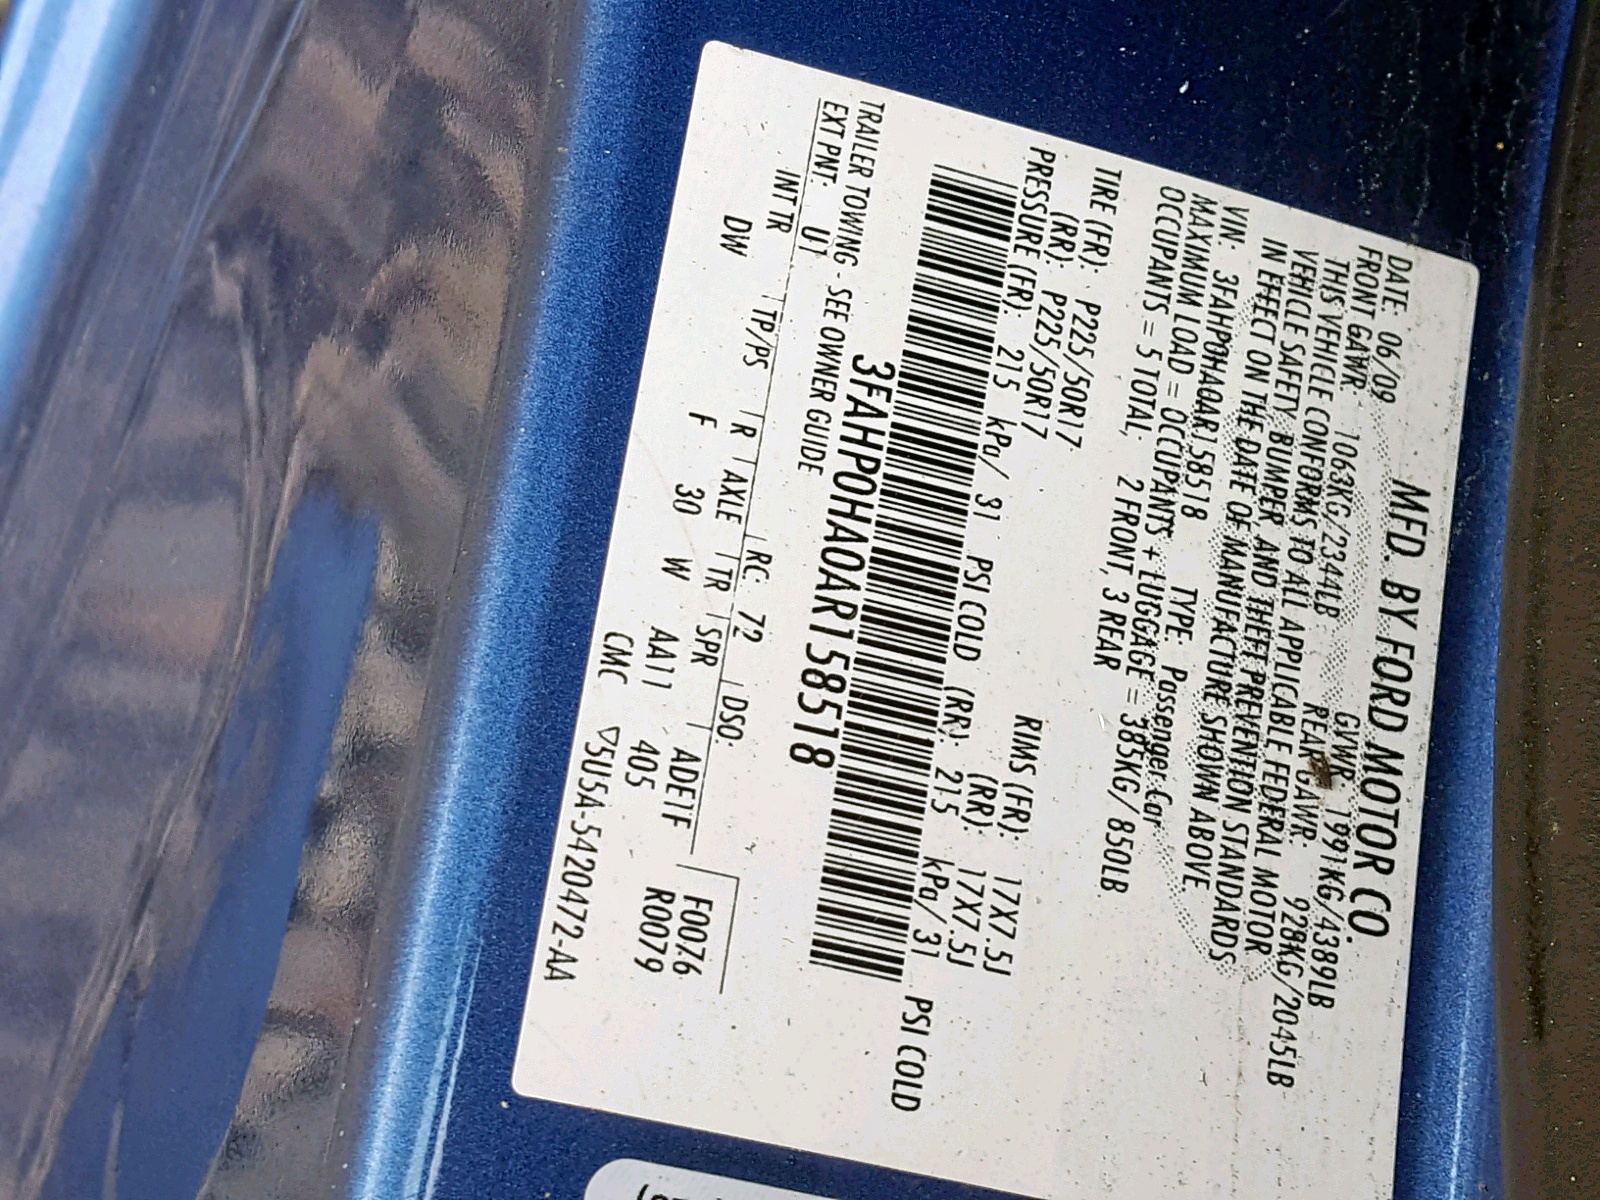 MFD. BY FORD MOTOR CO.
DATE: 06/09 GVWR: 1991KG/4389LB
FRONT GAWR: 1063KG/2344LB REAR GAWR: 928KG/2045LB
THIS VEHICLE CONFORMS TO ALL APPLICABLE FEDERAL MOTOR
VEHICLE SAFETY, BUMPER, AND THEFT PREVENTION STANDARDS
IN EFFECT ON THE DATE OF MANUFACTURE SHOWN ABOVE.
VIN: 3FAHP0HA0AR158518 TYPE: Passenger Car
MAXIMUM LOAD = OCCUPANTS + LUGGAGE = 385KG/850LB
OCCUPANTS = 5 TOTAL, 2 FRONT, 3 REAR
TIRE (FR): P225/50R17 RIMS (FR): 17X7.5J
(RR): P225/50R17 (RR): 17X7.5J
PRESSURE (FR): 215 kPa/ 31 PSI COLD (RR): 215 kPa/ 31 PSI COLD
3FAHP0HA0AR158518
TRAILER TOWING - SEE OWNER GUIDE
EXT PNT: U1 RC: 72 DSO: F0076
INT TR TP/PS R AXLE TR SPR ADE1F R0079
DW F 30 W AA11 405
CMC ▽5U5A-5420472-AA